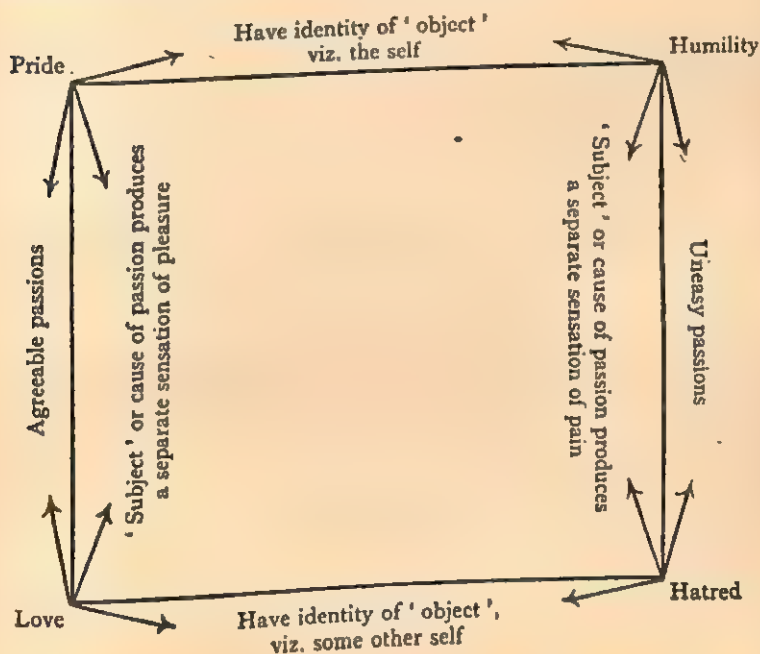 Have identity of ' object '
viz. the self
Pride
Humility
Agreeable passions
' Subject ' or cause of passion produces
a separate sensation of pleasure
' Subject ' or cause of passion produces
a separate sensation of pain
Uneasy passions
Love
Have identity of ' object ',
viz. some other self
Hatred